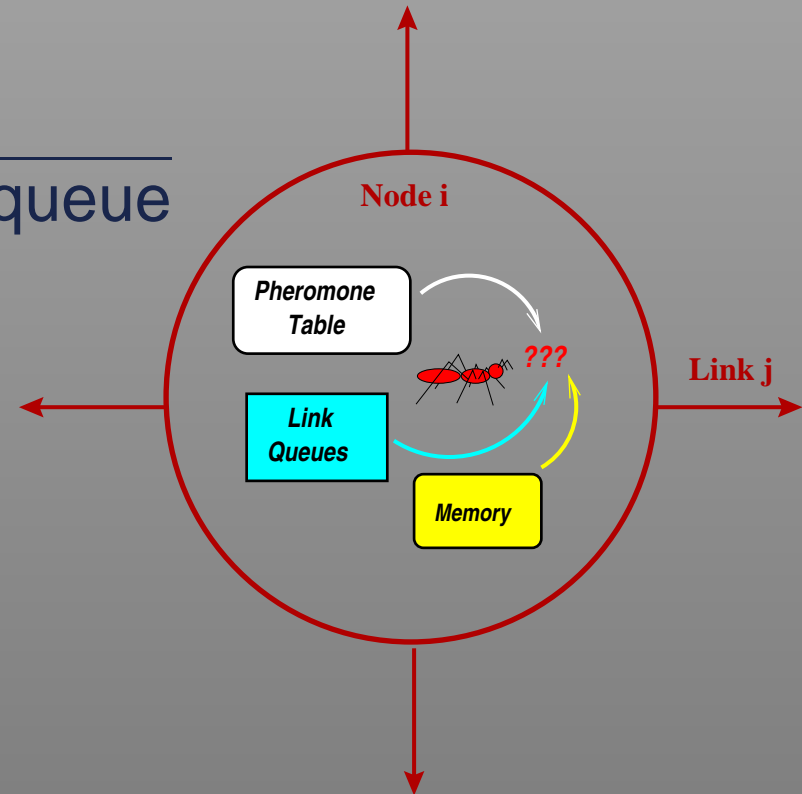 queue
Node i
Pheromone
Table
???
Link j
Link
Queues
Memory